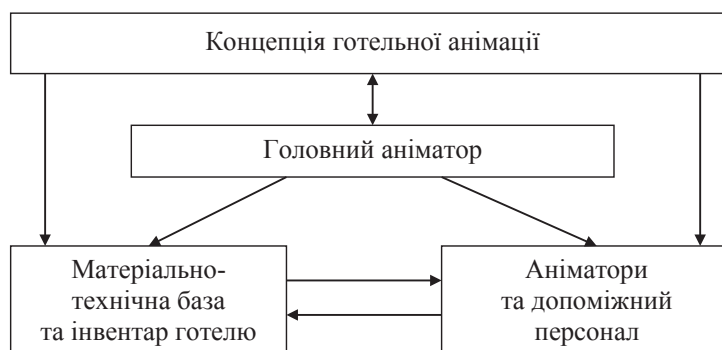 Концепція готельної анімації
Головний аніматор
Матеріально-
технічна база
та інвентар готелю
Аніматори
та допоміжний
персонал